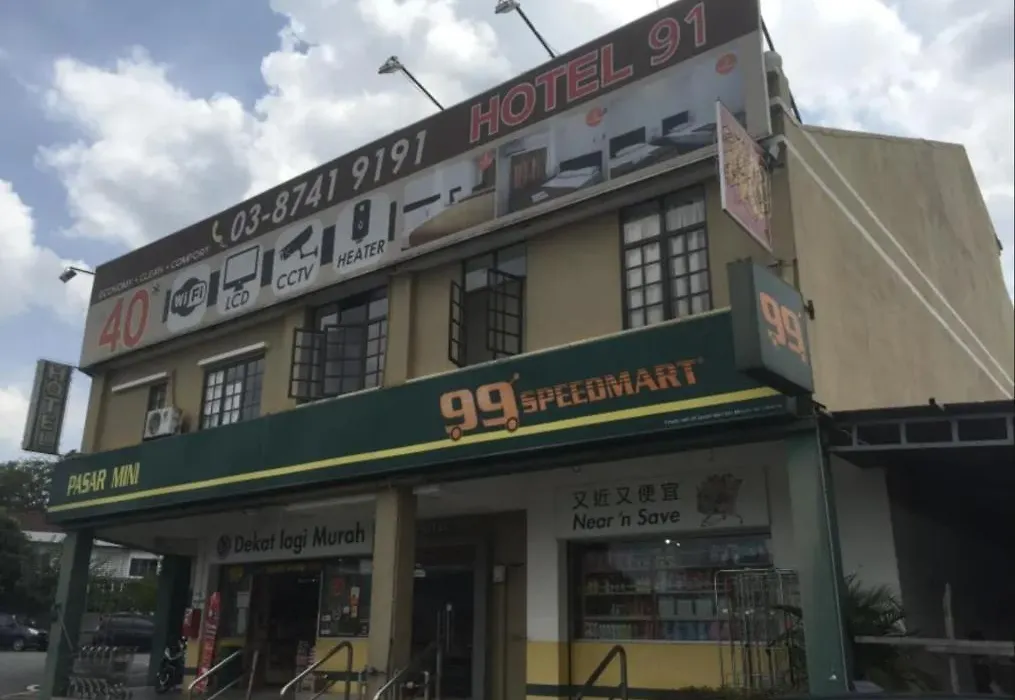 HOTEL 91
03-8741 9191
ECONOMY • CLEAN • COMFORT
40
WiFi
LCD
CCTV
HEATER
HOTEL
99
99 SPEEDMART
PASAR MINI
Dekat lagi Murah
又近又便宜
Near 'n Save